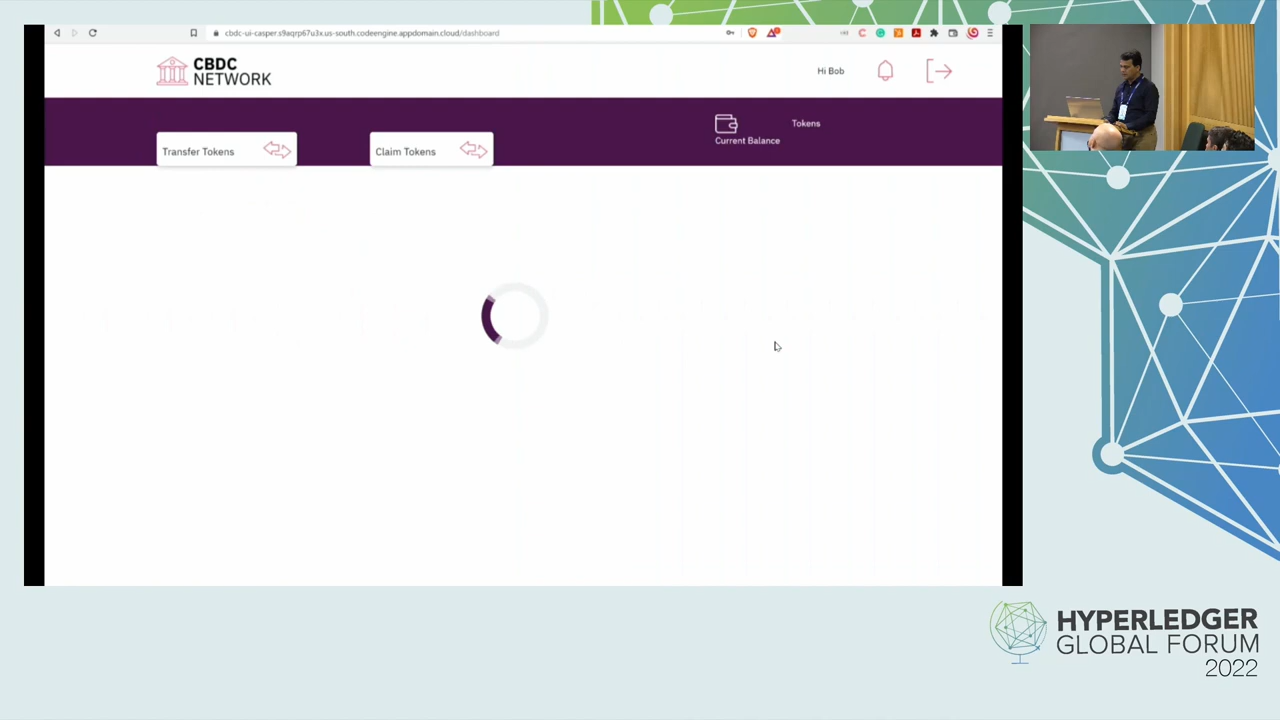 cbdc-ui-casper.s9aqrp67u3x.us-south.codeengine.appdomain.cloud/dashboard
CBDC
NETWORK
Hi Bob
Transfer Tokens
Claim Tokens
Tokens
Current Balance
HYPERLEDGER
GLOBAL FORUM
2022